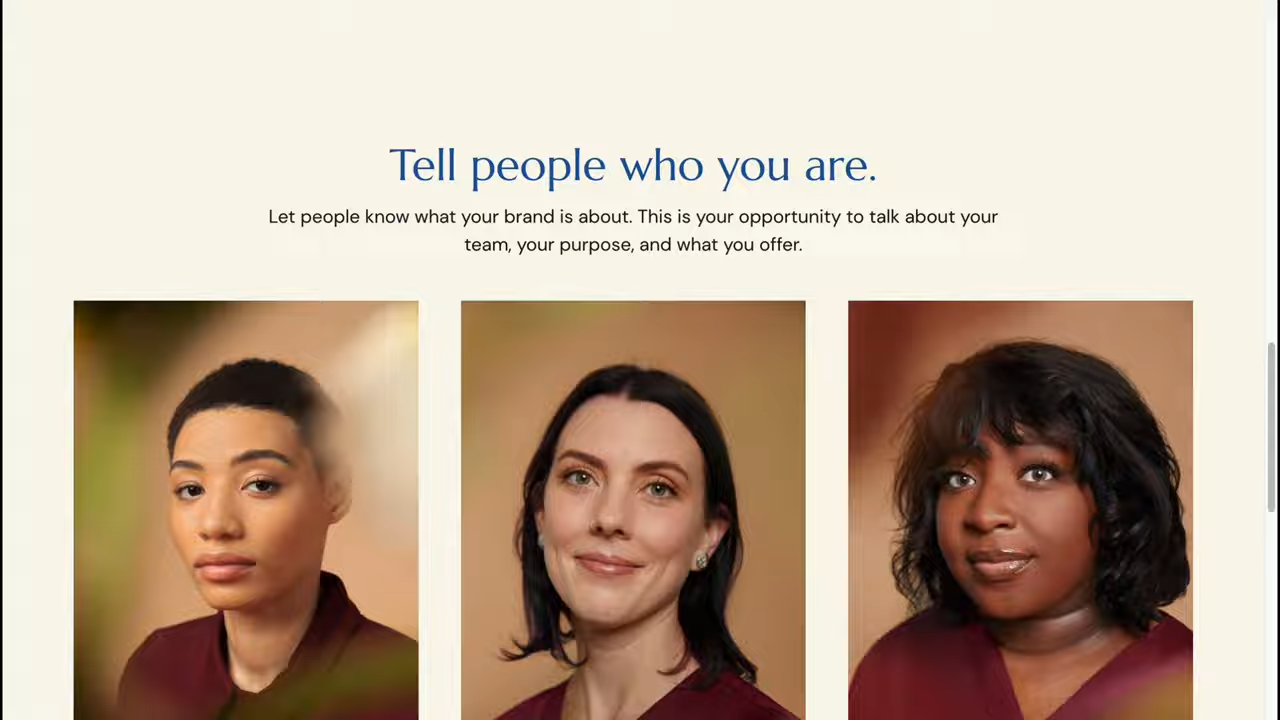 Tell people who you are.
Let people know what your brand is about. This is your opportunity to talk about your
team, your purpose, and what you offer.